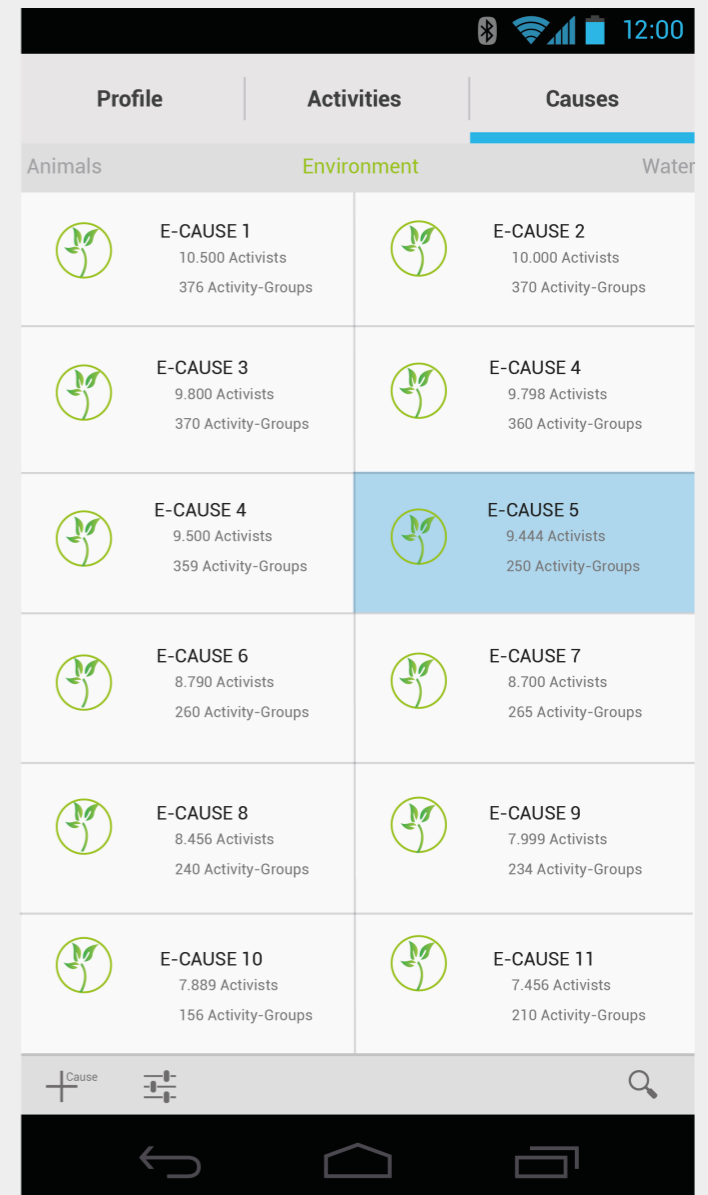 12:00
Profile
Activities
Causes
Animals
Environment
Water
E-CAUSE 1
10.500 Activists
376 Activity-Groups
E-CAUSE 2
10.000 Activists
370 Activity-Groups
E-CAUSE 3
9.800 Activists
370 Activity-Groups
E-CAUSE 4
9.798 Activists
360 Activity-Groups
E-CAUSE 4
9.500 Activists
359 Activity-Groups
E-CAUSE 5
9.444 Activists
250 Activity-Groups
E-CAUSE 6
8.790 Activists
260 Activity-Groups
E-CAUSE 7
8.700 Activists
265 Activity-Groups
E-CAUSE 8
8.456 Activists
240 Activity-Groups
E-CAUSE 9
7.999 Activists
234 Activity-Groups
E-CAUSE 10
7.889 Activists
156 Activity-Groups
E-CAUSE 11
7.456 Activists
210 Activity-Groups
Cause